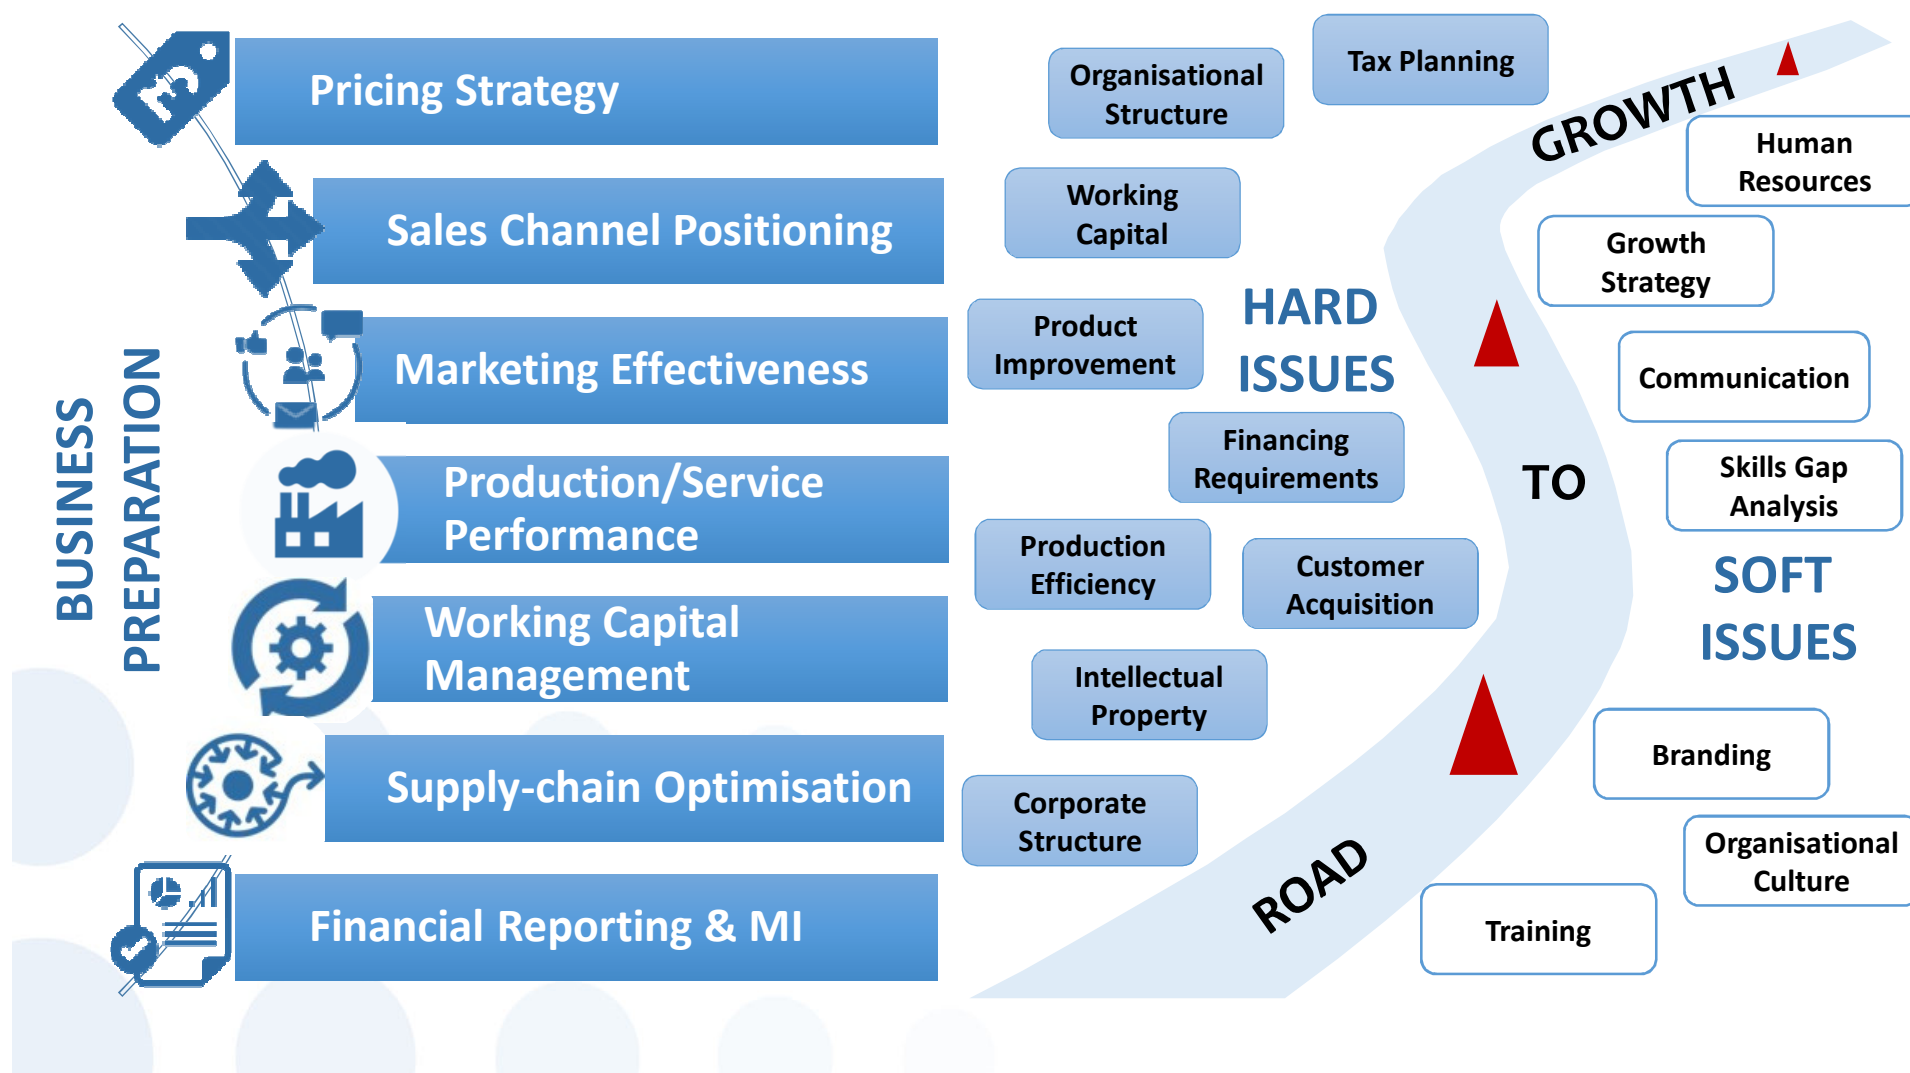 BUSINESS
PREPARATION
Pricing Strategy
Sales Channel Positioning
Marketing Effectiveness
Production/Service
Performance
Working Capital
Management
Supply-chain Optimisation
Financial Reporting & MI
Organisational
Structure
Tax Planning
Working
Capital
Product
Improvement
HARD
ISSUES
Financing
Requirements
Production
Efficiency
Customer
Acquisition
Intellectual
Property
Corporate
Structure
ROAD
TO
GROWTH
Human
Resources
Growth
Strategy
Communication
Skills Gap
Analysis
SOFT
ISSUES
Branding
Organisational
Culture
Training